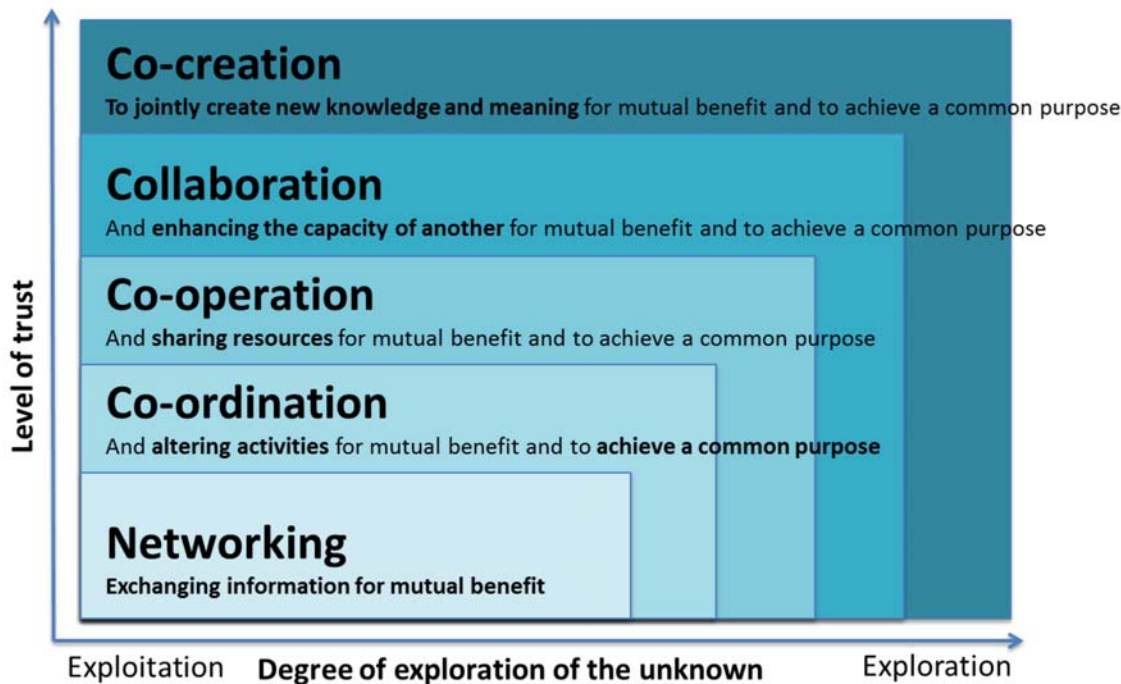 Co-creation
To jointly create new knowledge and meaning for mutual benefit and to achieve a common purpose
Collaboration
And enhancing the capacity of another for mutual benefit and to achieve a common purpose
Co-operation
And sharing resources for mutual benefit and to achieve a common purpose
Co-ordination
And altering activities for mutual benefit and to achieve a common purpose
Networking
Exchanging information for mutual benefit
Level of trust
Exploitation Degree of exploration of the unknown Exploration